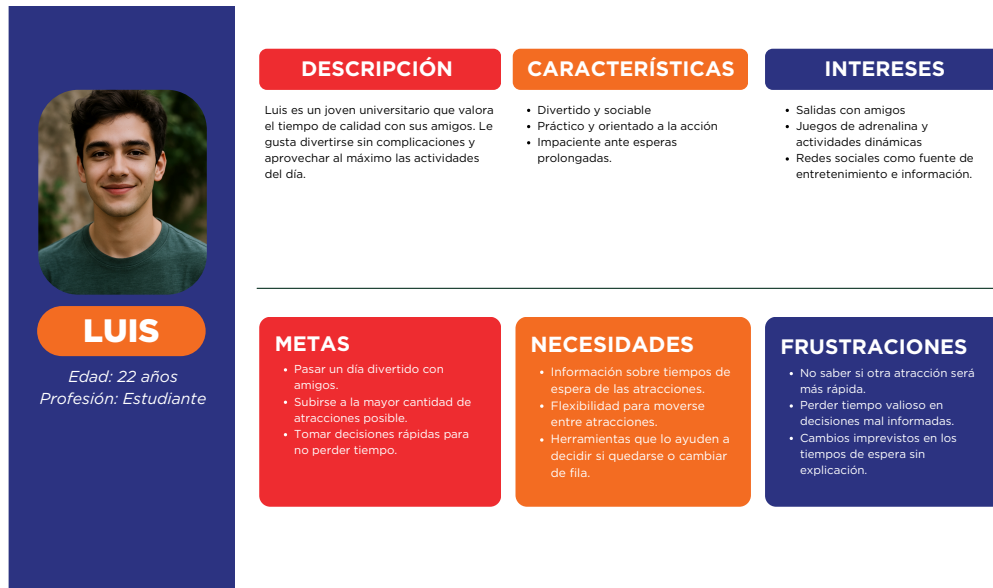 LUIS
Edad: 22 años
Profesión: Estudiante
DESCRIPCIÓN
Luis es un joven universitario que valora
el tiempo de calidad con sus amigos. Le
gusta divertirse sin complicaciones y
aprovechar al máximo las actividades
del día.
CARACTERÍSTICAS
• Divertido y sociable
• Práctico y orientado a la acción
• Impaciente ante esperas
prolongadas.
INTERESES
• Salidas con amigos
• Juegos de adrenalina y
actividades dinámicas
• Redes sociales como fuente de
entretenimiento e información.
METAS
• Pasar un día divertido con
amigos.
• Subirse a la mayor cantidad de
atracciones posible.
• Tomar decisiones rápidas para
no perder tiempo.
NECESIDADES
• Información sobre tiempos de
espera de las atracciones.
• Flexibilidad para moverse
entre atracciones.
• Herramientas que lo ayuden a
decidir si quedarse o cambiar
de fila.
FRUSTRACIONES
• No saber si otra atracción será
más rápida.
• Perder tiempo valioso en
decisiones mal informadas.
• Cambios imprevistos en los
tiempos de espera sin
explicación.